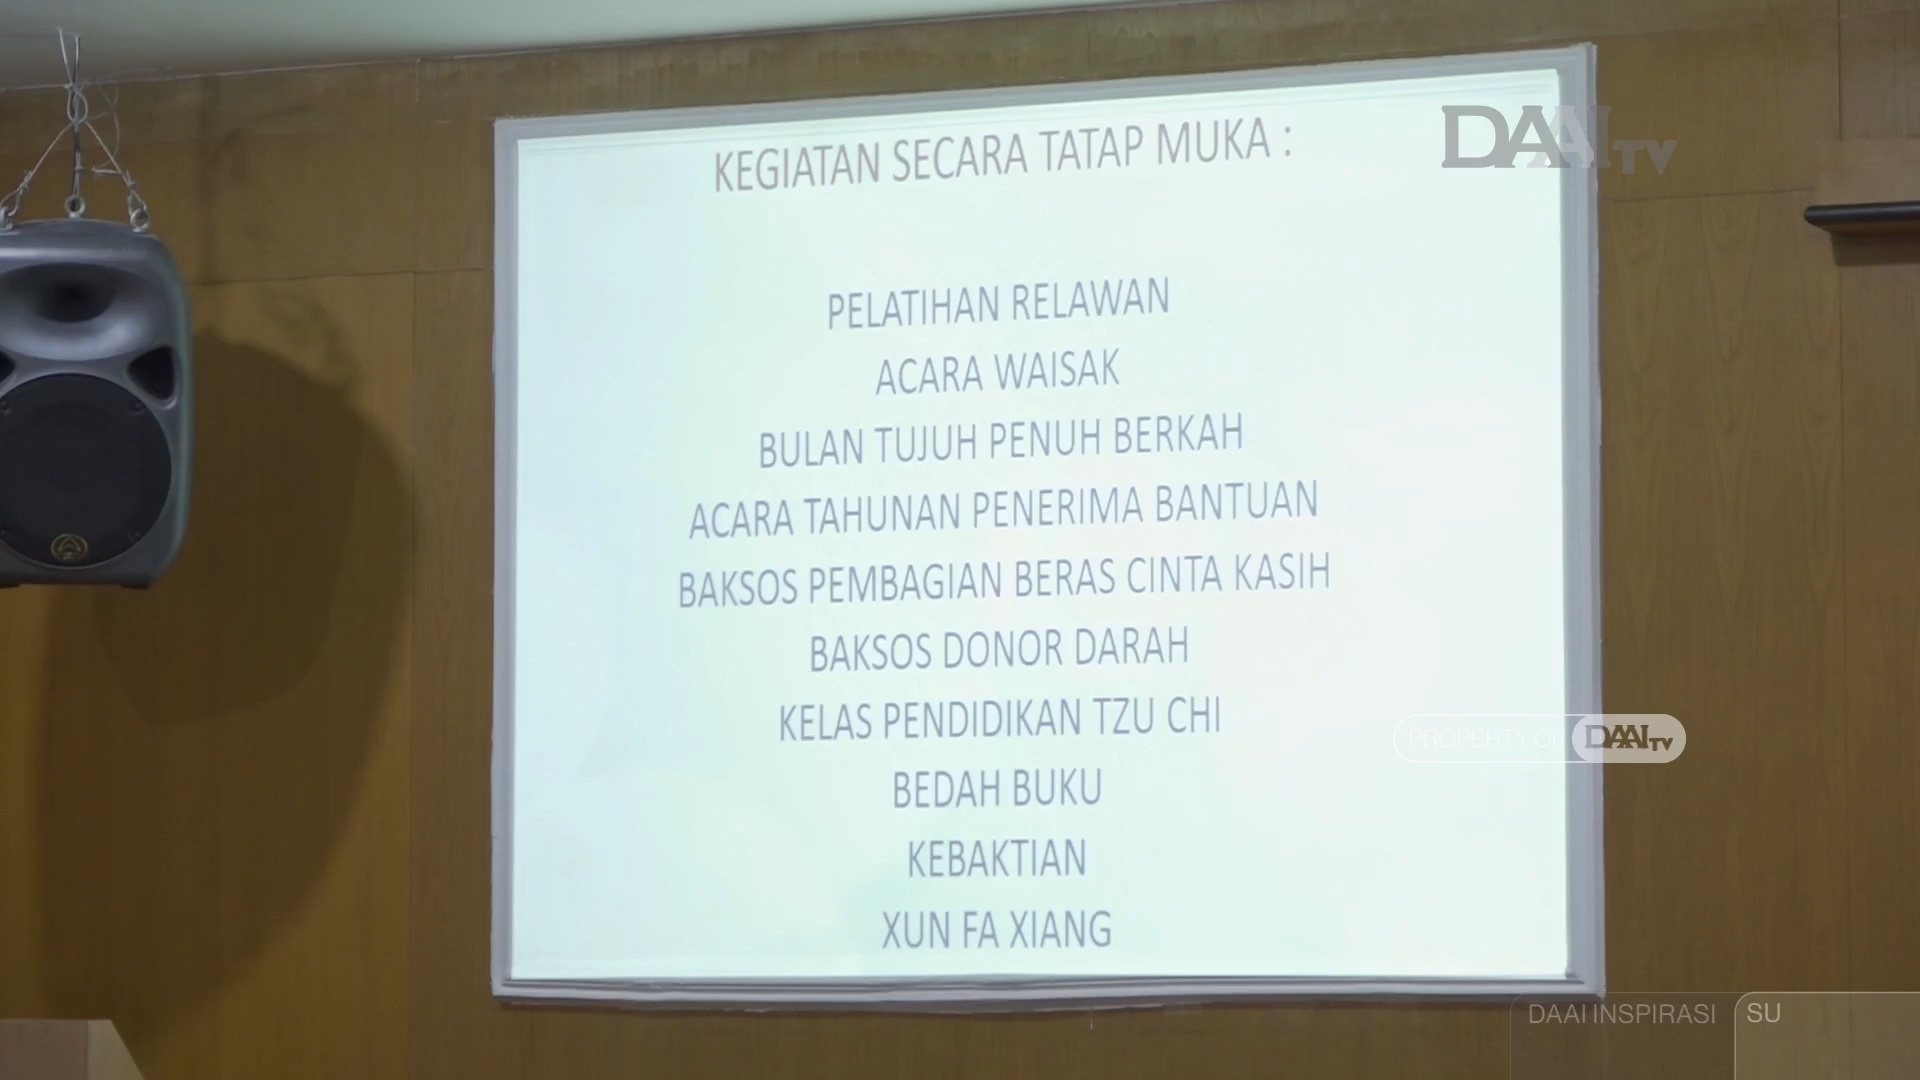 DAAI TV
KEGIATAN SECARA TATAP MUKA :
PELATIHAN RELAWAN
ACARA WAISAK
BULAN TUJUH PENUH BERKAH
ACARA TAHUNAN PENERIMA BANTUAN
BAKSOS PEMBAGIAN BERAS CINTA KASIH
BAKSOS DONOR DARAH
KELAS PENDIDIKAN TZU CHI
PROPERTY OF DAAI TV
BEDAH BUKU
KEBAKTIAN
XUN FA XIANG
DAAI INSPIRASI SU